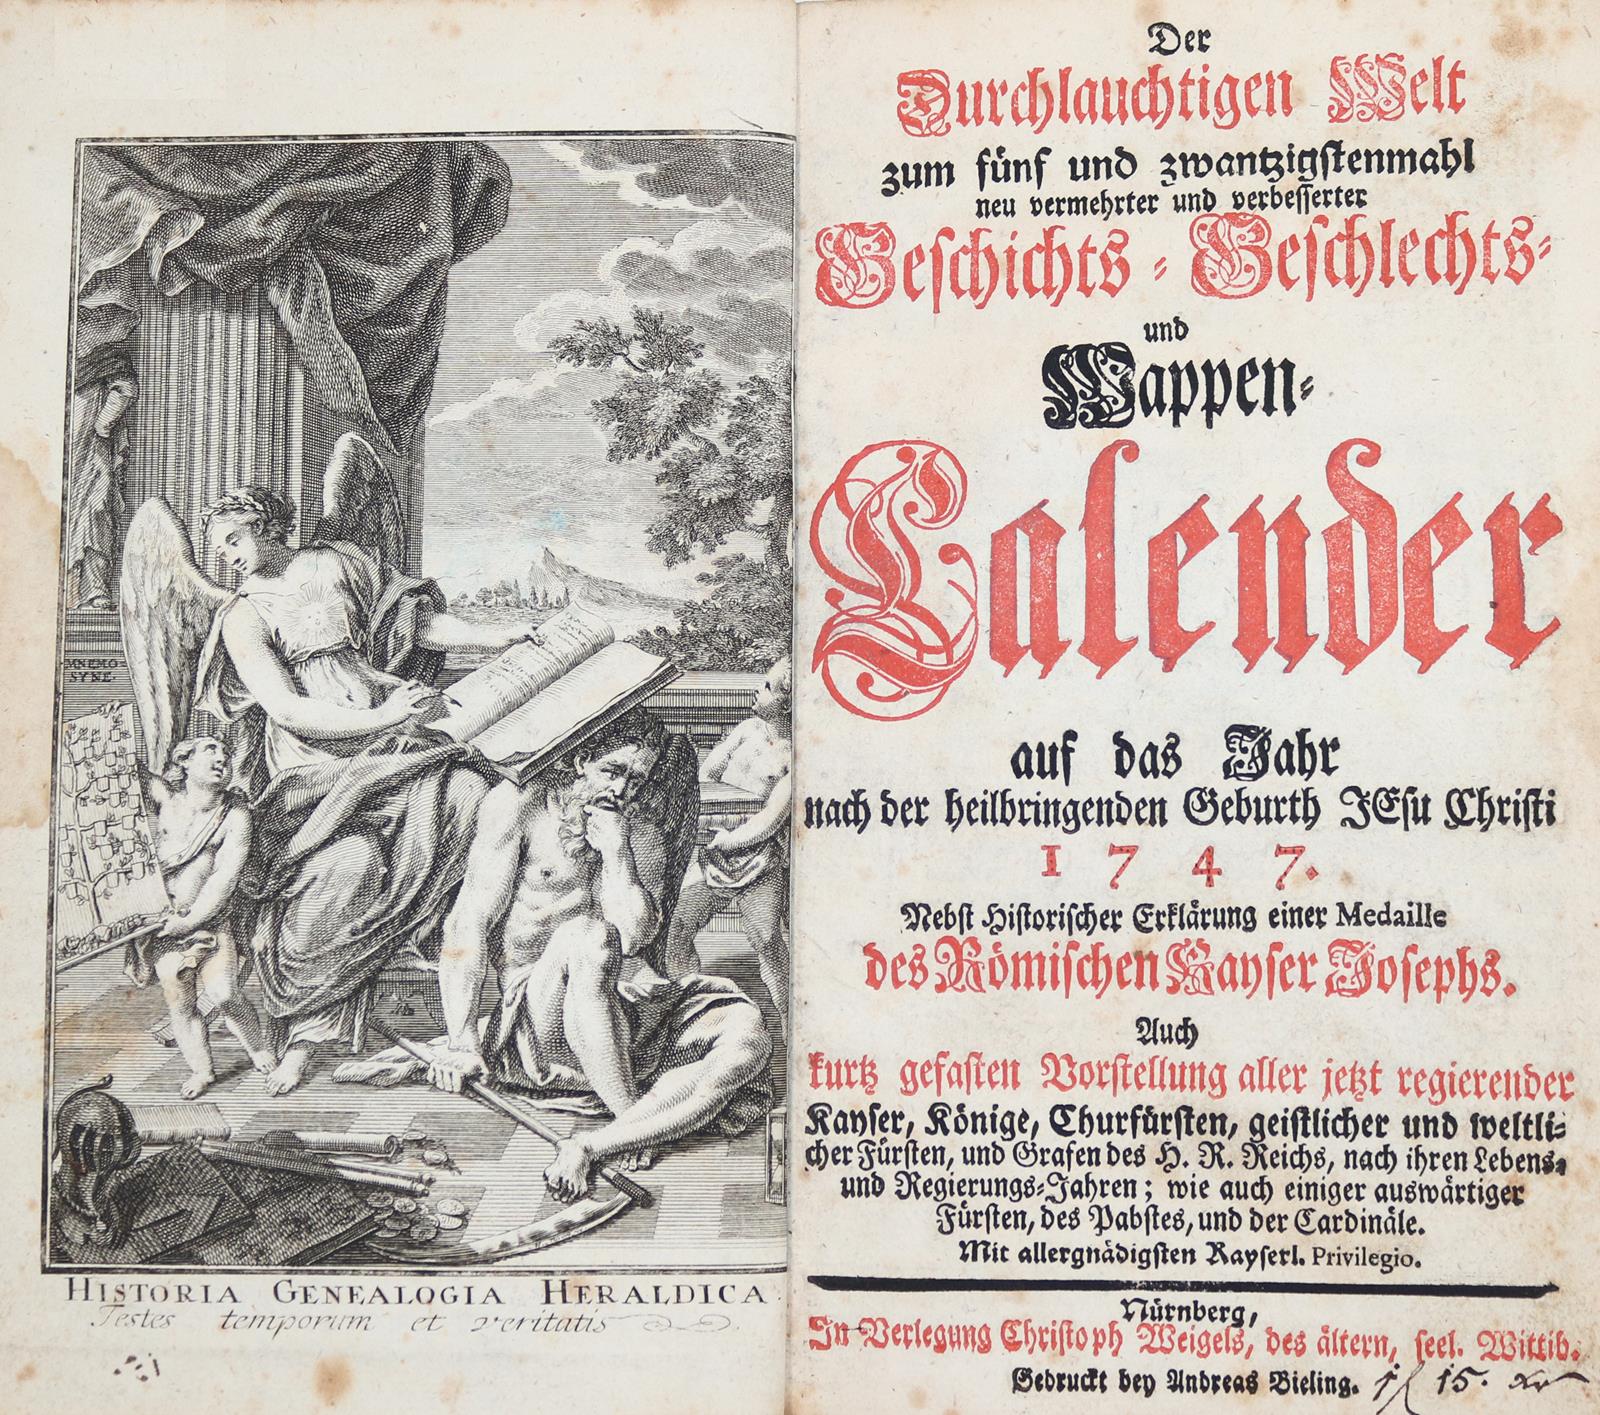 MNEMO=
SYNE.
HISTORIA GENEALOGIA HERALDICA
Testes temporum et veritatis
Der
Durchlauchtigen Welt
zum fünf und zwantzigstenmahl
neu vermehrter und verbesserter
Geschichts- Geschlechts-
und
Wappen-
Calender
auf das Jahr
nach der heilbringenden Geburth JEsu Christi
1747.
Nebst Historischer Erklärung einer Medaille
des Römischen Kayser Josephs.
Auch
kurtz gefasten Vorstellung aller jetzt regierender
Kayser, Könige, Churfürsten, geistlicher und weltli-
cher Fürsten, und Grafen des H. R. Reichs, nach ihren Lebens-
und Regierungs-Jahren; wie auch einiger auswärtiger
Fürsten, des Pabstes, und der Cardinäle.
Mit allergnädigsten Kayserl. Privilegio.
Nürnberg,
In Verlegung Christoph Weigels, des ältern, seel. Wittib.
Gedruckt bey Andreas Bieling. 15.